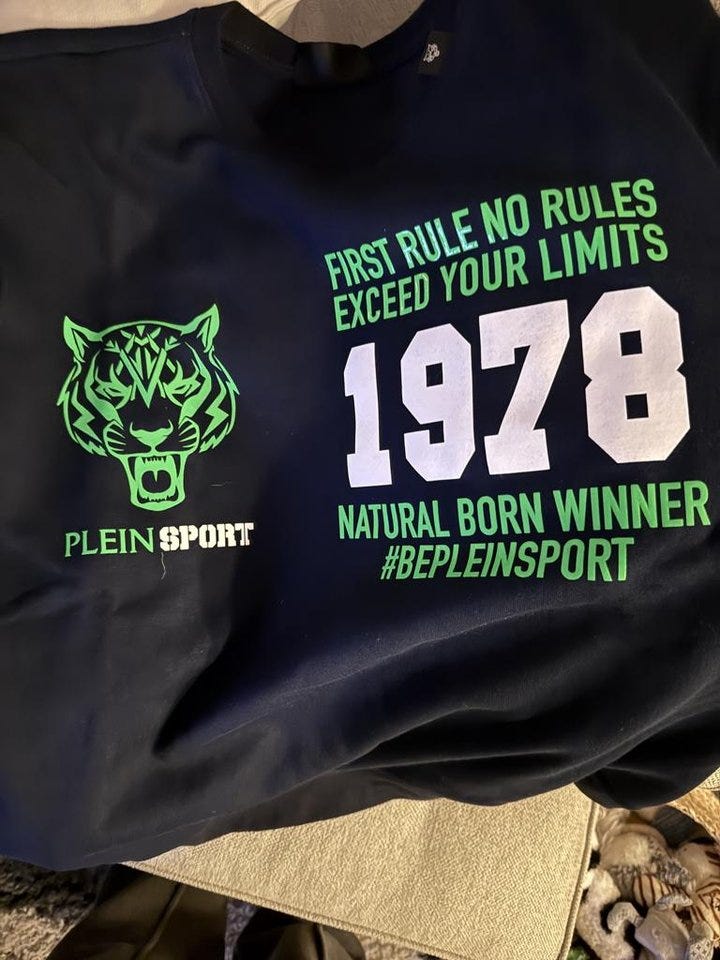 FIRST RULE NO RULES
EXCEED YOUR LIMITS
1978
NATURAL BORN WINNER
#BEPLEINSPORT
PLEIN SPORT